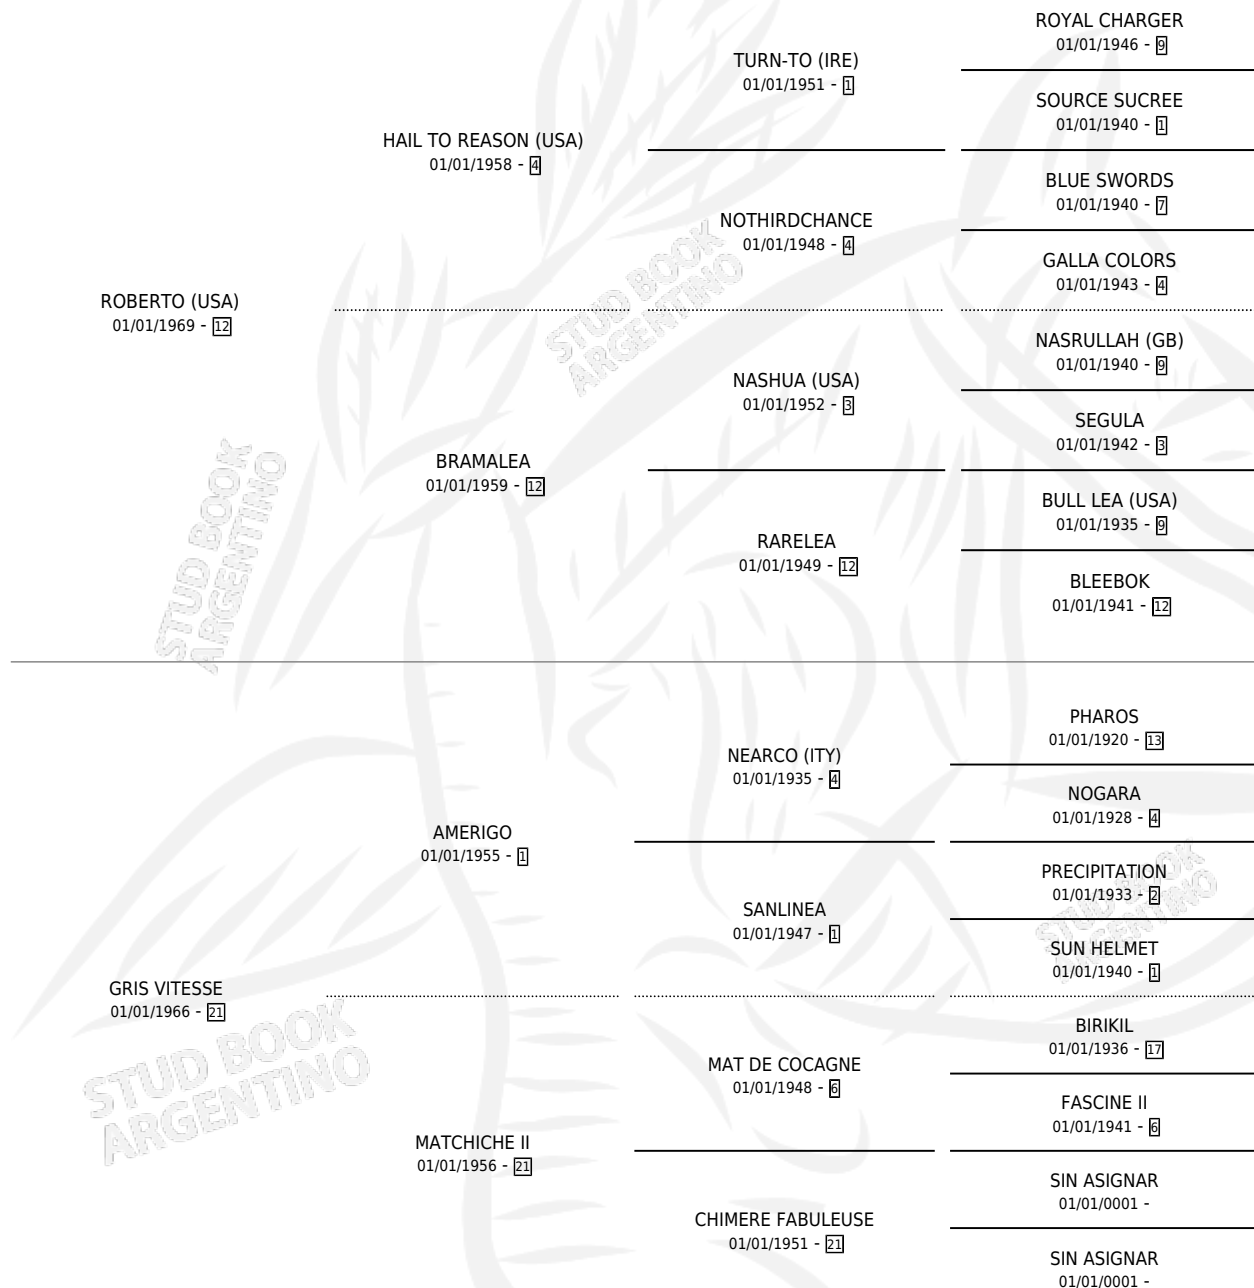 ROYAL CHARGER
01/01/1946 - 9
TURN-TO (IRE)
01/01/1951 - 1
SOURCE SUCREE
01/01/1940 - 1
HAIL TO REASON (USA)
01/01/1958 - 4
BLUE SWORDS
01/01/1940 - 7
NOTHIRDCHANCE
01/01/1948 - 4
GALLA COLORS
01/01/1943 - 4
ROBERTO (USA)
01/01/1969 - 12
NASRULLAH (GB)
01/01/1940 - 9
NASHUA (USA)
01/01/1952 - 3
SEGULA
01/01/1942 - 3
BRAMALEA
01/01/1959 - 12
BULL LEA (USA)
01/01/1935 - 9
RARELEA
01/01/1949 - 12
BLEEBOK
01/01/1941 - 12
PHAROS
01/01/1920 - 13
NEARCO (ITY)
01/01/1935 - 4
NOGARA
01/01/1928 - 4
AMERIGO
01/01/1955 - 1
PRECIPITATION
01/01/1933 - 2
SANLINEA
01/01/1947 - 1
SUN HELMET
01/01/1940 - 1
GRIS VITESSE
01/01/1966 - 21
BIRIKIL
01/01/1936 - 17
MAT DE COCAGNE
01/01/1948 - 6
FASCINE II
01/01/1941 - 6
MATCHICHE II
01/01/1956 - 21
SIN ASIGNAR
01/01/0001 -
CHIMERE FABULEUSE
01/01/1951 - 21
SIN ASIGNAR
01/01/0001 -
STUD BOOK
ARGENTINO
STUD BOOK
ARGENTINO
STUD BOOK
ARGENTINO
STUD BOOK
ARGENTINO